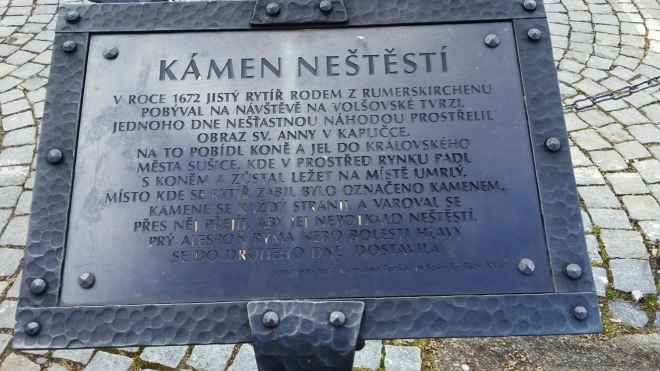 KÁMEN NEŠTĚSTÍ
V ROCE 1672 JISTÝ RYTÍŘ RODEM Z RUMERSKIRCHENU
POBÝVAL NA NÁVŠTĚVĚ NA VOLŠOVSKÉ TVRZI.
JEDNOHO DNE NEŠŤASTNOU NÁHODOU PROSTŘELIL
OBRAZ SV. ANNY V KAPLIČCE.
NA TO POBÍDL KONĚ A JEL DO KRÁLOVSKÉHO
MĚSTA SUŠICE, KDE V PROSTŘED RYNKU PADL
S KONĚM A ZŮSTAL LEŽET NA MÍSTĚ UMRLÝ.
MÍSTO KDE SE RYTÍŘ ZABIL BYLO OZNAČENO KAMENEM.
KAMENE SE KAŽDÝ STRANIL A VAROVAL SE
PŘES NĚJ PŘEJÍT, ABY JEJ NEPOTKALO NEŠTĚSTÍ.
PRÝ ALESPOŇ RÝMA NEBO BOLESTI HLAVY
SE DO DRUHÉHO DNE DOSTAVILA